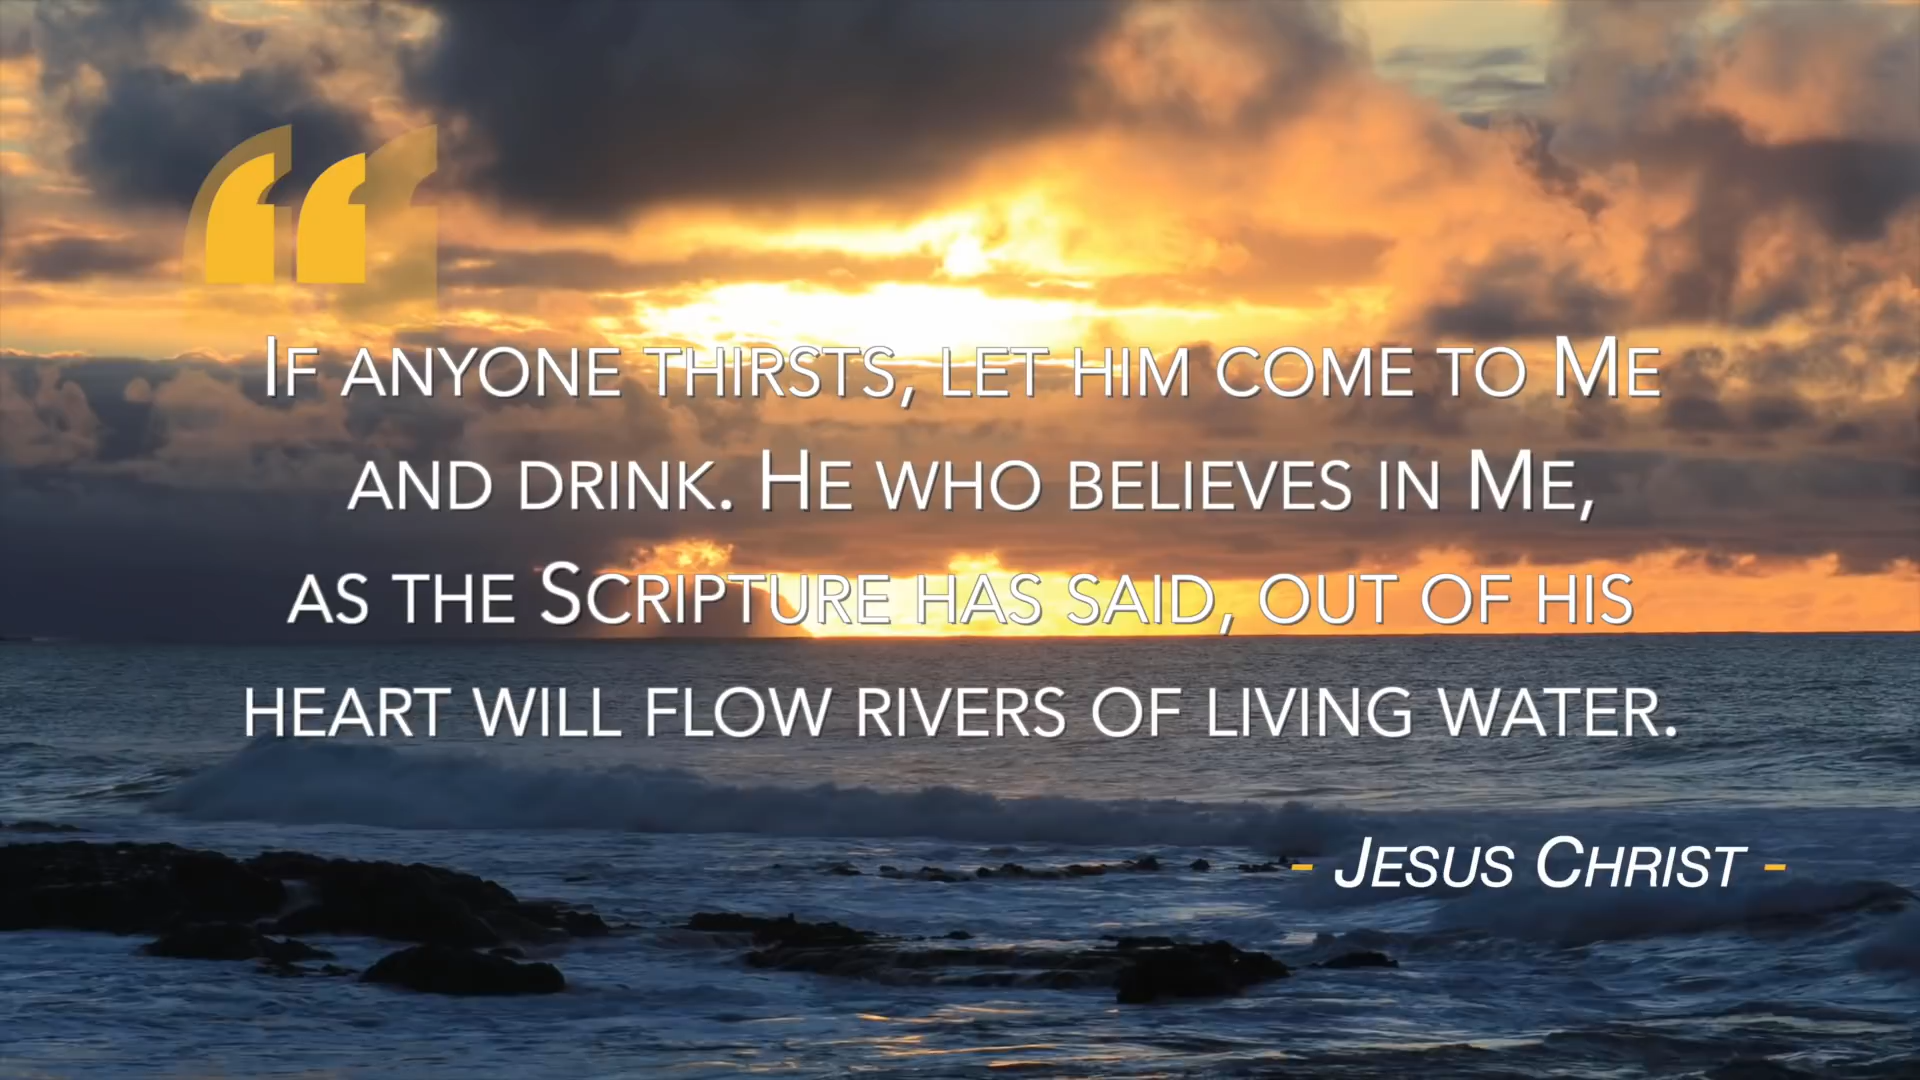 “
If anyone thirsts, let him come to Me
and drink. He who believes in Me,
as the Scripture has said, out of his
heart will flow rivers of living water.
- Jesus Christ -